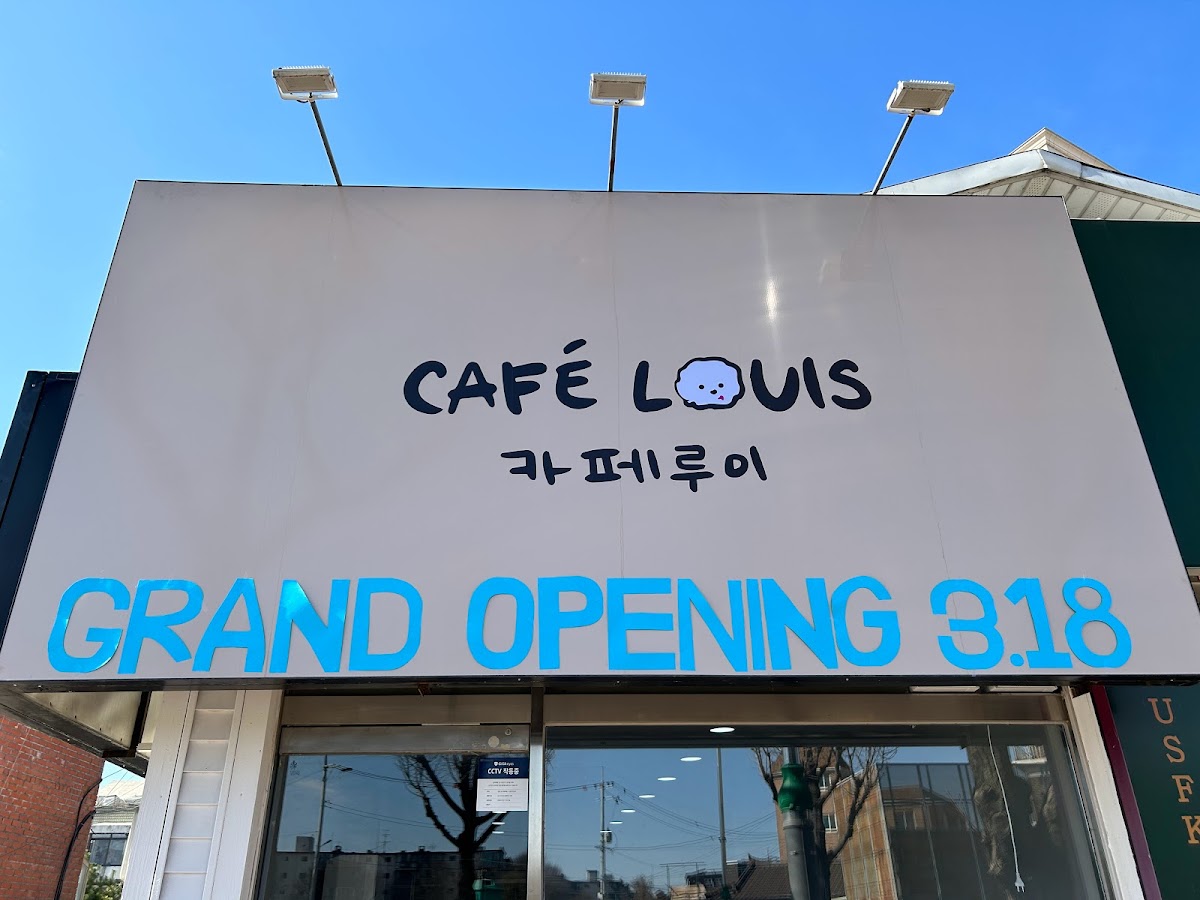 CAFÉ LOUIS
카페루이
GRAND OPENING 3.18
CCTV 작동중
USFK